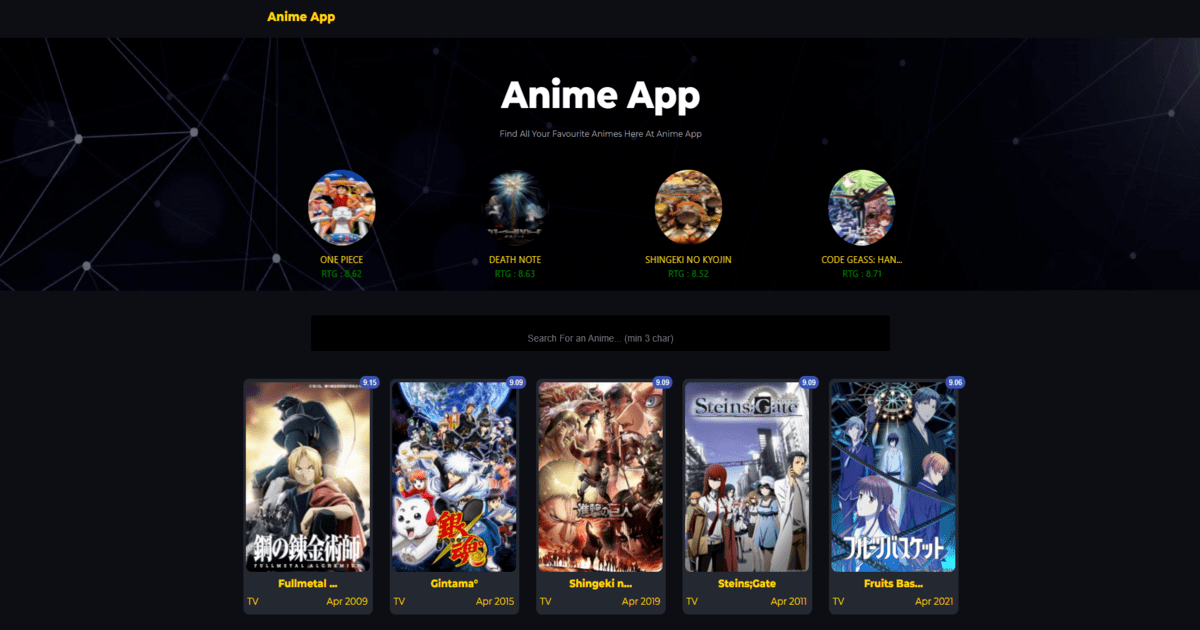 Anime App
Anime App
Find All Your Favourite Animes Here At Anime App
ONE PIECE
DEATH NOTE
SHINGEKI NO KYOJIN
CODE GEASS: HAN...
RTG : 8.62
RTG : 8.63
RTG : 8.52
RTG : 8.71
Search For an Anime... (min 3 char)
9.15
9.09
9.09
9.09
9.06
Steins;Gate
進撃の巨人
銀魂
鋼の錬金術師
FULLMETAL ALCHEMIST
フルーツバスケット
Fullmetal ...
Gintama°
Shingeki n...
Steins;Gate
Fruits Bas...
TV Apr 2009
TV Apr 2015
TV Apr 2019
TV Apr 2011
TV Apr 2021